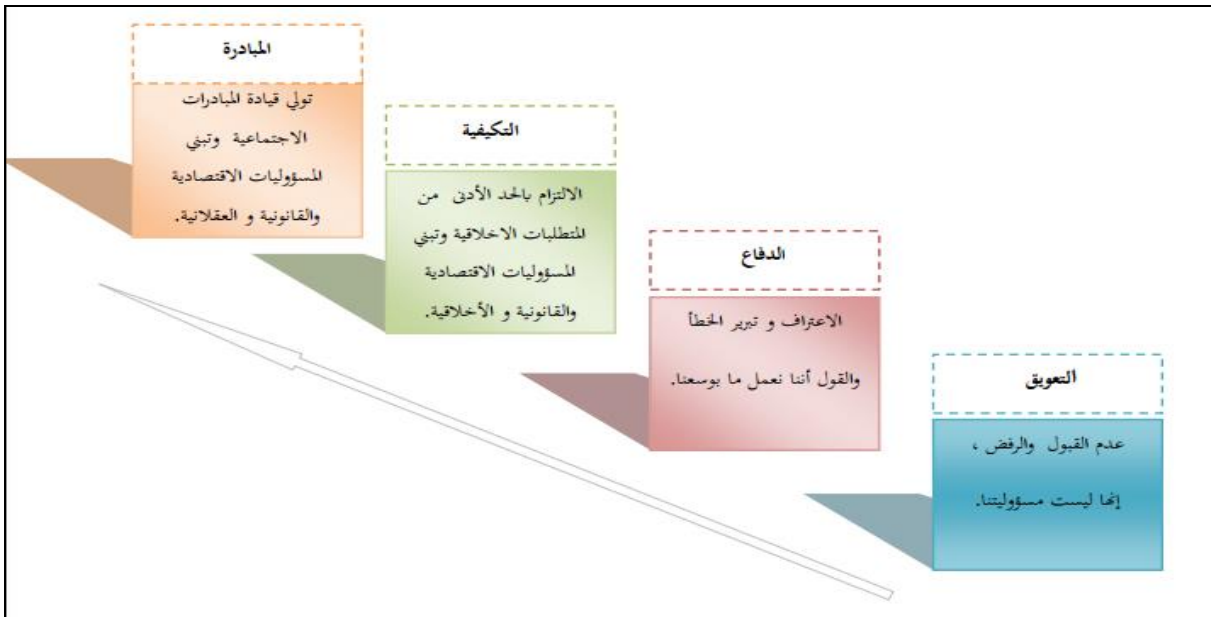 المبادرة
تولي قيادة المبادرات
الاجتماعية وتبني
المسؤوليات الاقتصادية
والقانونية و العقلانية.
التكيفية
الالتزام بالحد الأدنى من
المتطلبات الاخلاقية وتبني
المسؤوليات الاقتصادية
والقانونية و الأخلاقية.
الدفاع
الاعتراف و تبرير الخطأ
والقول أننا نعمل ما بوسعنا.
التعويق
عدم القبول والرفض ،
إنها ليست مسؤوليتنا.